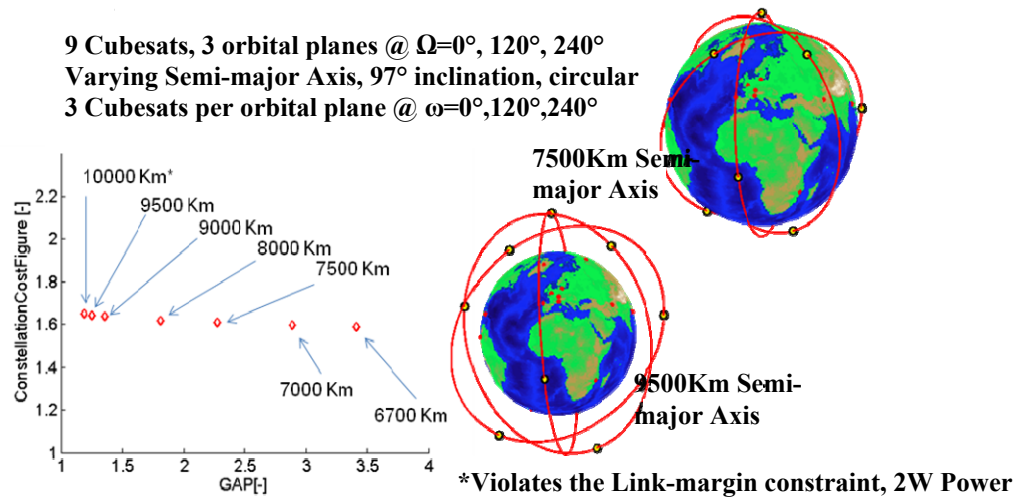 9 Cubesats, 3 orbital planes @ Ω=0°, 120°, 240°
Varying Semi-major Axis, 97° inclination, circular
3 Cubesats per orbital plane @ ω=0°,120°,240°
7500Km Semi-
major Axis
2.2
2
1.8
1.6
1.4
1.2
1
ConstellationCostFigure [-]
10000 Km*
9500 Km
9000 Km
8000 Km
7500 Km
7000 Km
6700 Km
1
1.5
2
2.5
3
3.5
4
GAP[-]
9500Km Semi-
major Axis
*Violates the Link-margin constraint, 2W Power